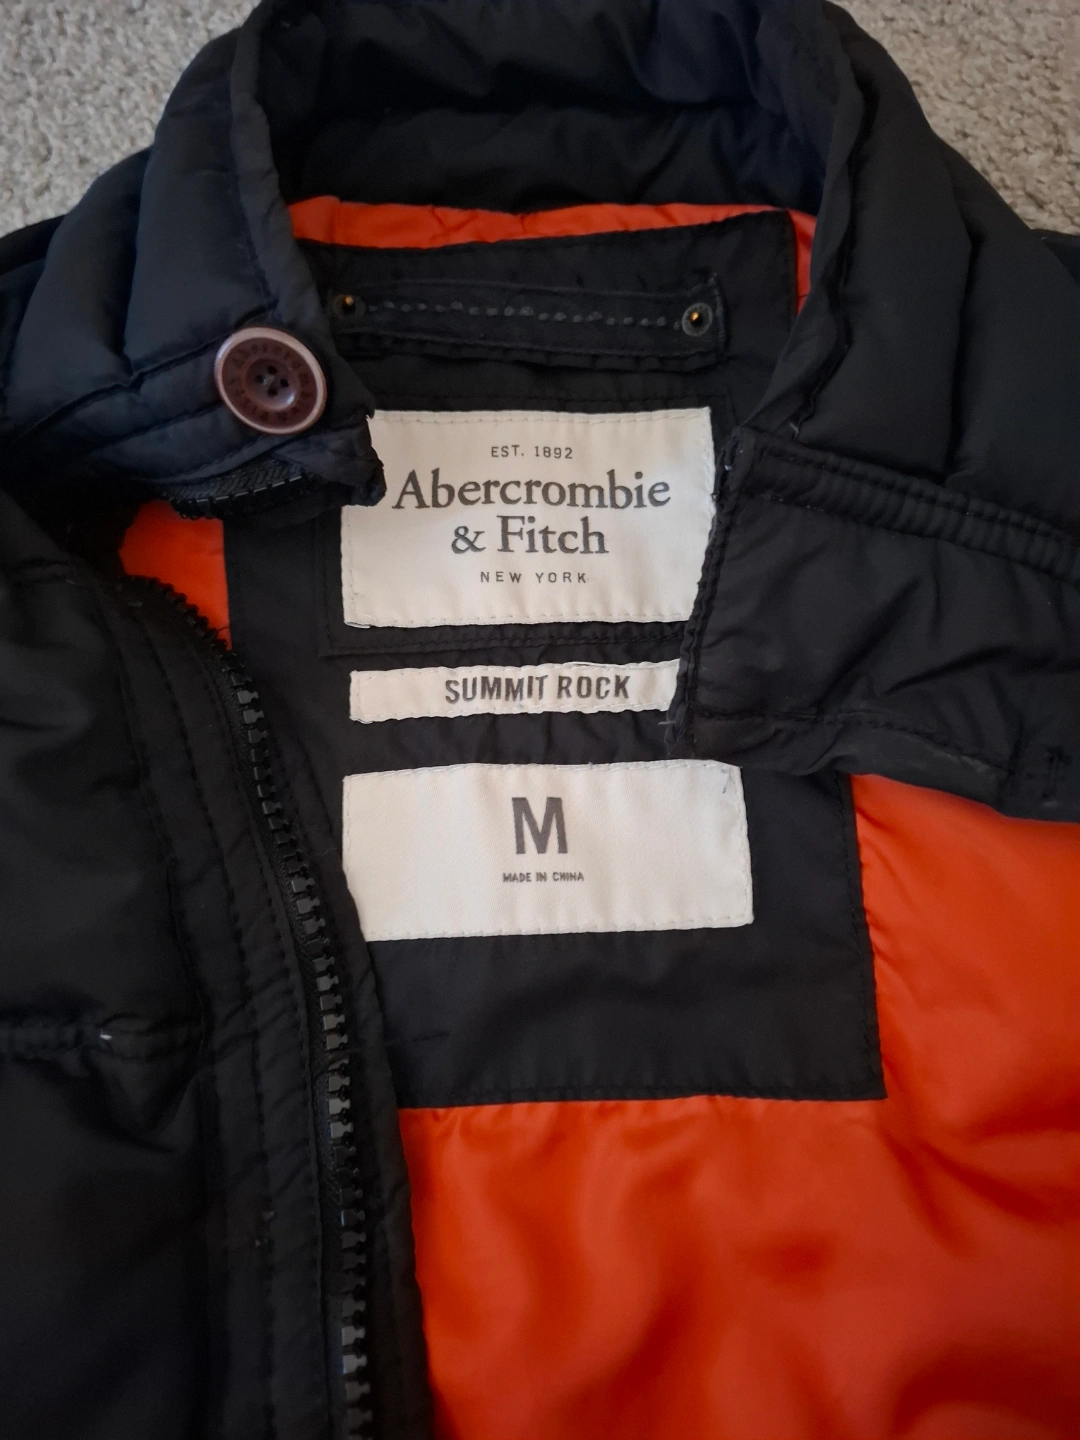 EST. 1892
Abercrombie
& Fitch
NEW YORK
SUMMIT ROCK
M
MADE IN CHINA